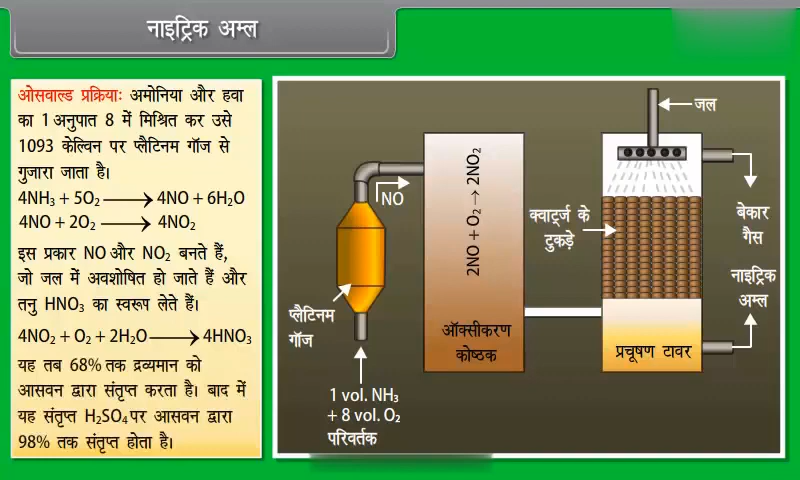 नाइट्रिक अम्ल
ओसवाल्ड प्रक्रियाः अमोनिया और हवा
का 1 अनुपात 8 में मिश्रित कर उसे
1093 केल्विन पर प्लैटिनम गॉज से
गुजारा जाता है।
4NH₃ + 5O₂ ⟶ 4NO + 6H₂O
4NO + 2O₂ ⟶ 4NO₂
इस प्रकार NO और NO₂ बनते हैं,
जो जल में अवशोषित हो जाते हैं और
तनु HNO₃ का स्वरूप लेते हैं।
4NO₂ + O₂ + 2H₂O ⟶ 4HNO₃
यह तब 68% तक द्रव्यमान को
आसवन द्वारा संतृप्त करता है। बाद में
यह संतृप्त H₂SO₄ पर आसवन द्वारा
98% तक संतृप्त होता है।
NO
प्लैटिनम
गॉज
1 vol. NH₃
+ 8 vol. O₂
परिवर्तक
2NO + O₂ → 2NO₂
ऑक्सीकरण
कोष्ठक
जल
क्वार्ट्ज के
टुकड़े
बेकार
गैस
नाइट्रिक
अम्ल
प्रचूषण टावर